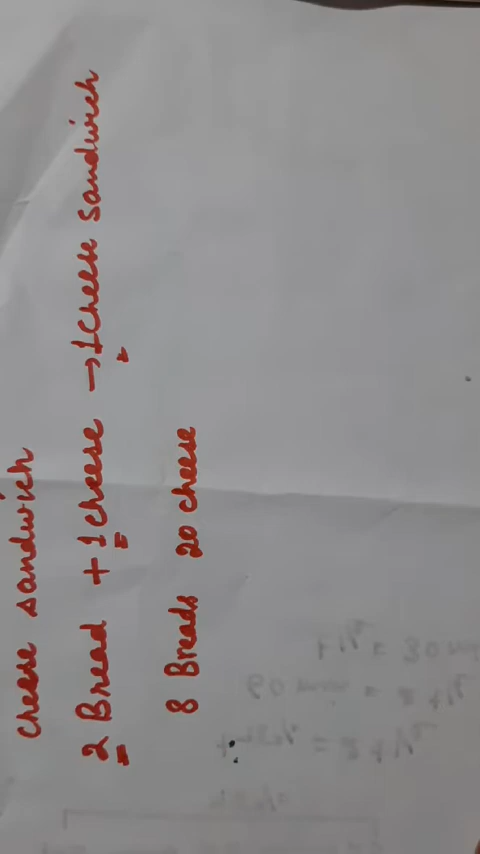 cheese sandwich
2 Bread + 1 cheese → 1 cheese sandwich
8 Breads 20 cheese